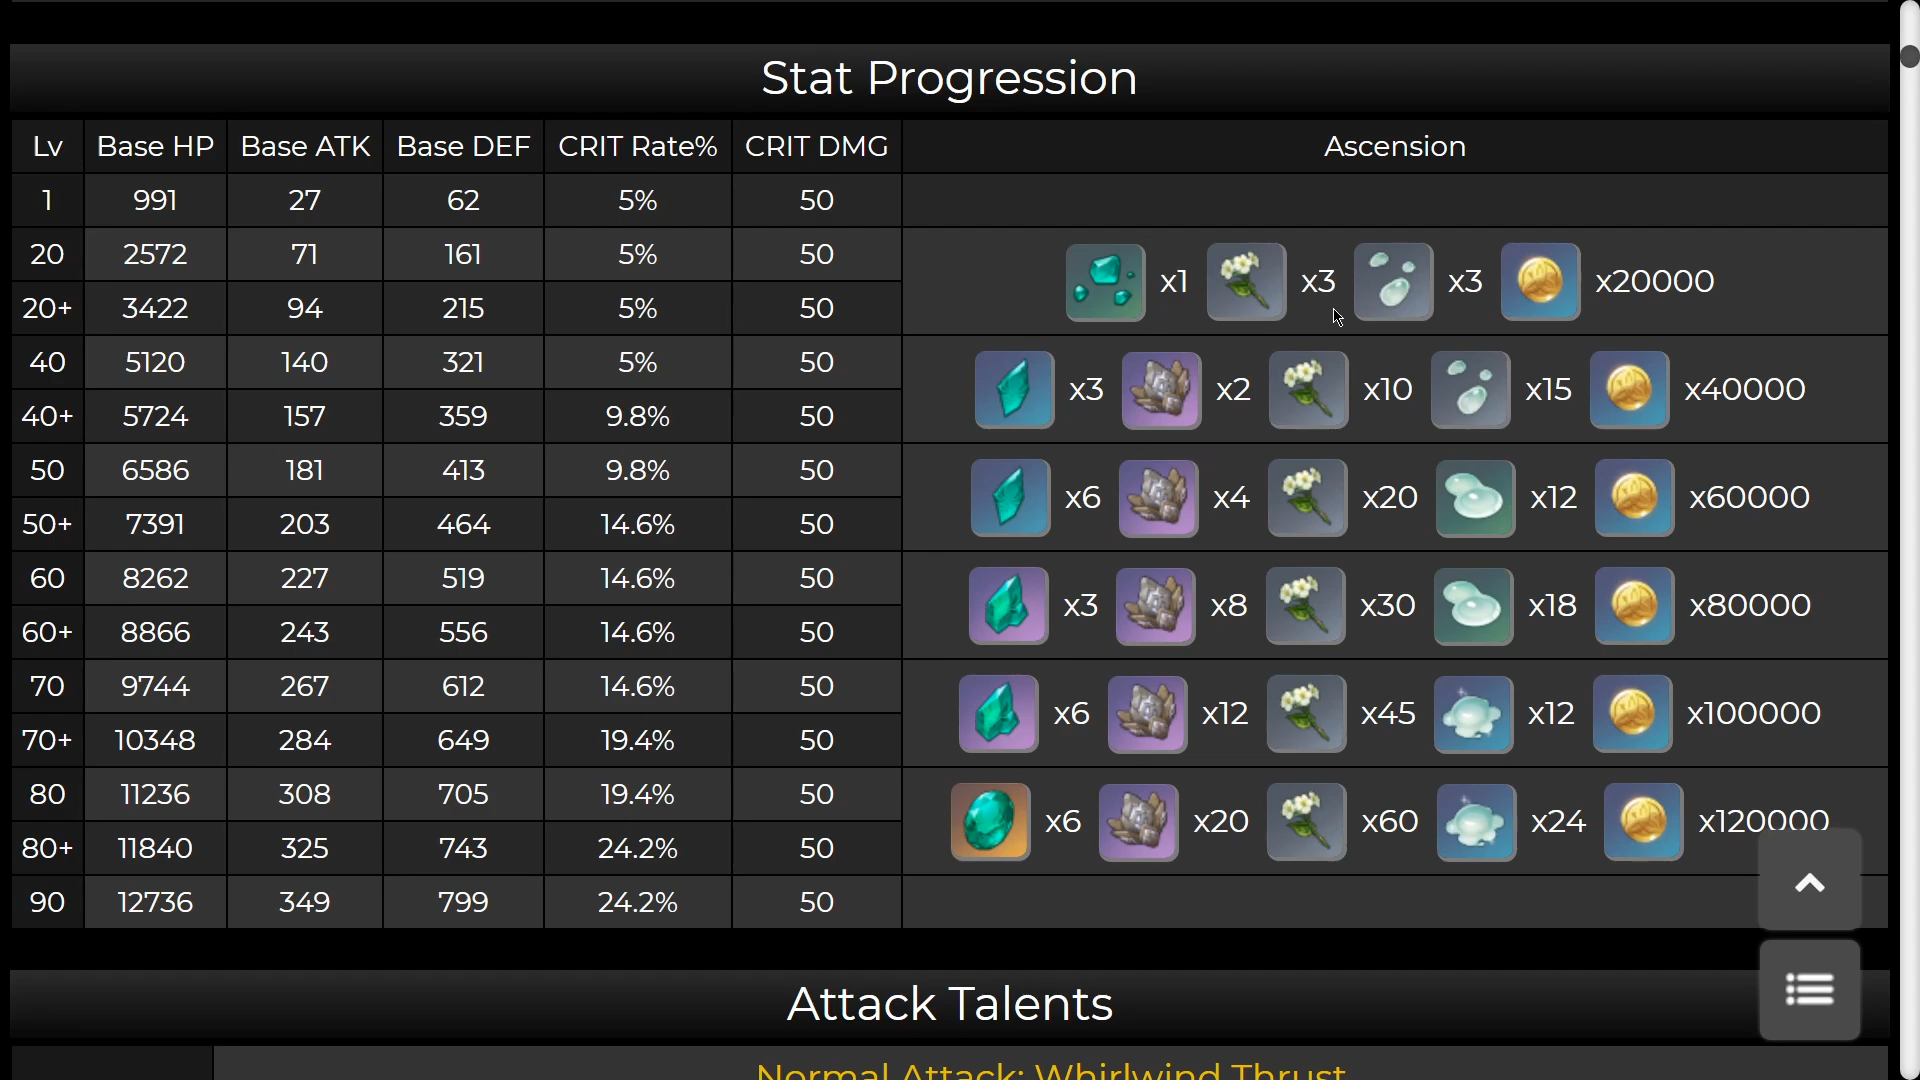 Stat Progression
Lv Base HP Base ATK Base DEF CRIT Rate% CRIT DMG Ascension
1 991 27 62 5% 50
20 2572 71 161 5% 50
x1 x3 x3 x20000
20+ 3422 94 215 5% 50
40 5120 140 321 5% 50
x3 x2 x10 x15 x40000
40+ 5724 157 359 9.8% 50
50 6586 181 413 9.8% 50
x6 x4 x20 x12 x60000
50+ 7391 203 464 14.6% 50
60 8262 227 519 14.6% 50
x3 x8 x30 x18 x80000
60+ 8866 243 556 14.6% 50
70 9744 267 612 14.6% 50
x6 x12 x45 x12 x100000
70+ 10348 284 649 19.4% 50
80 11236 308 705 19.4% 50
x6 x20 x60 x24 x120000
80+ 11840 325 743 24.2% 50
90 12736 349 799 24.2% 50
Attack Talents
Normal Attack: Whirlwind Thrust